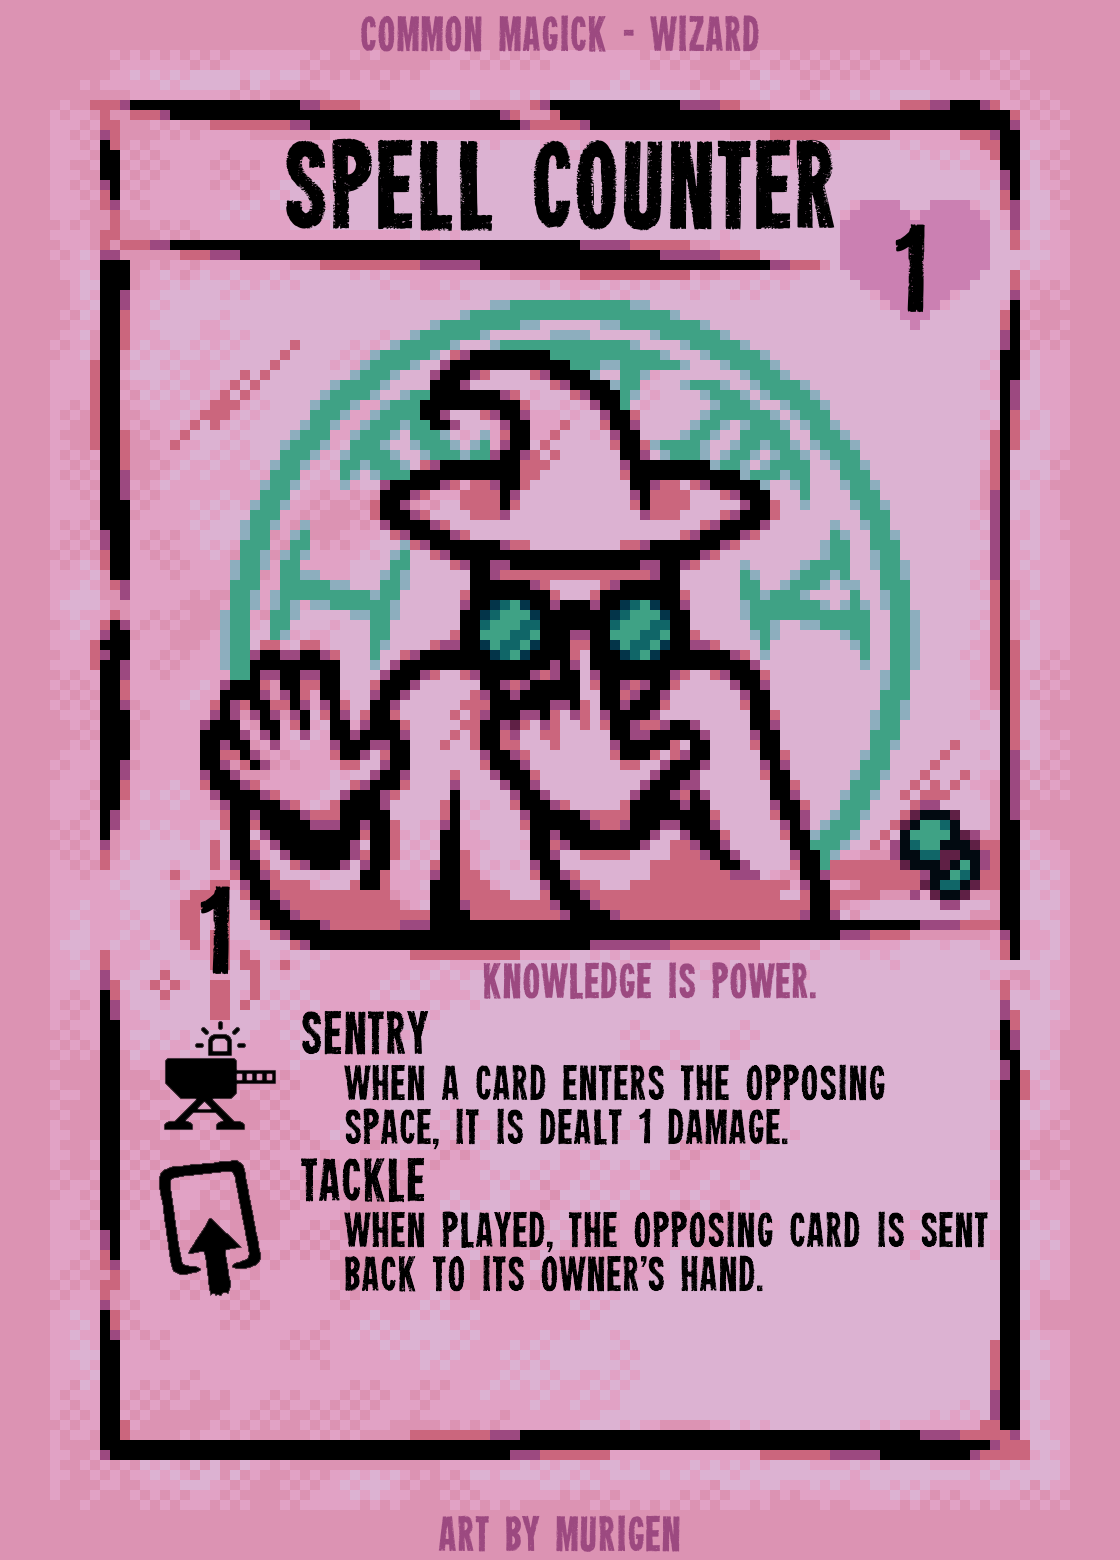 COMMON MAGICK - WIZARD
SPELL COUNTER
1
1
KNOWLEDGE IS POWER.
SENTRY
WHEN A CARD ENTERS THE OPPOSING
SPACE, IT IS DEALT 1 DAMAGE.
TACKLE
WHEN PLAYED, THE OPPOSING CARD IS SENT
BACK TO ITS OWNER'S HAND.
ART BY MURIGEN